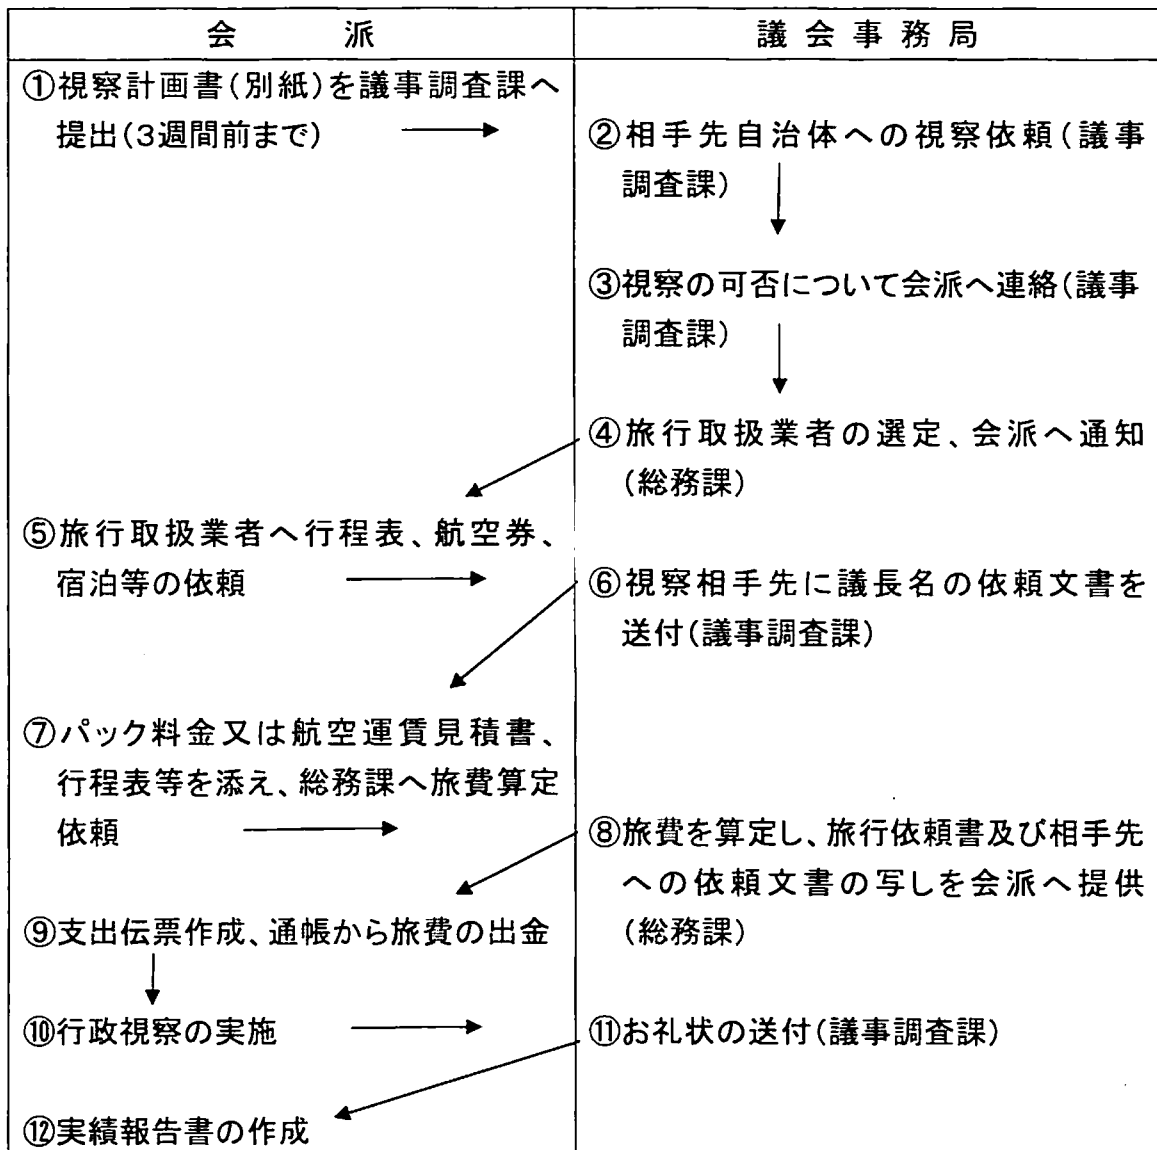 会派
議会事務局
①視察計画書(別紙)を議事調査課へ
提出(3週間前まで)
②相手先自治体への視察依頼(議事
調査課)
③視察の可否について会派へ連絡(議事
調査課)
④旅行取扱業者の選定、会派へ通知
(総務課)
⑤旅行取扱業者へ行程表、航空券、
宿泊等の依頼
⑥視察相手先に議長名の依頼文書を
送付(議事調査課)
⑦パック料金又は航空運賃見積書、
行程表等を添え、総務課へ旅費算定
依頼
⑧旅費を算定し、旅行依頼書及び相手先
への依頼文書の写しを会派へ提供
(総務課)
⑨支出伝票作成、通帳から旅費の出金
⑩行政視察の実施
⑪お礼状の送付(議事調査課)
⑫実績報告書の作成